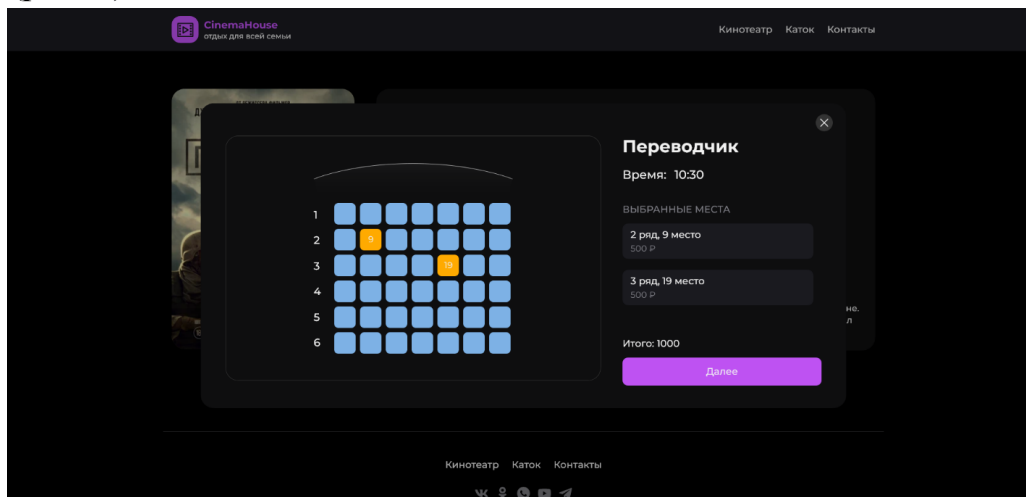 CinemaHouse
отдых для всей семьи
Кинотеатр Каток Контакты
Переводчик
Время: 10:30
ВЫБРАННЫЕ МЕСТА
2 ряд, 9 место
500 ₽
3 ряд, 19 место
500 ₽
Итого: 1000
Далее
1
2 9
3 19
4
5
6
не.
л
Кинотеатр Каток Контакты